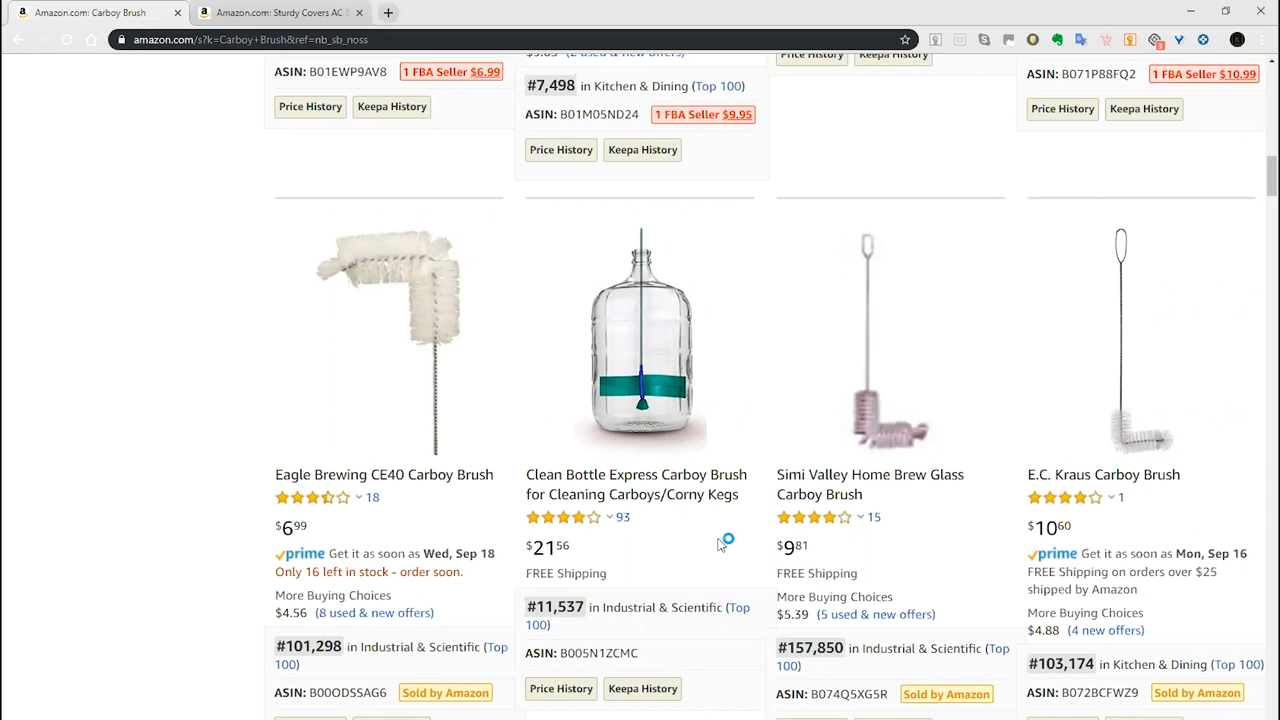 Amazon.com: Carboy Brush
Amazon.com: Sturdy Covers AC D
amazon.com/s?k=Carboy+Brush&ref=nb_sb_noss
ASIN: B01EWP9AV8 1 FBA Seller $6.99
Price History Keepa History
#7,498 in Kitchen & Dining (Top 100)
ASIN: B01M05ND24 1 FBA Seller $9.95
Price History Keepa History
Price History Keepa History
ASIN: B071P88FQ2 1 FBA Seller $10.99
Price History Keepa History
Eagle Brewing CE40 Carboy Brush
18
$6.99
prime Get it as soon as Wed, Sep 18
Only 16 left in stock - order soon.
More Buying Choices
$4.56 (8 used & new offers)
#101,298 in Industrial & Scientific (Top
100)
ASIN: B00ODSSAG6 Sold by Amazon
Clean Bottle Express Carboy Brush
for Cleaning Carboys/Corny Kegs
93
$21.56
FREE Shipping
#11,537 in Industrial & Scientific (Top
100)
ASIN: B005N1ZCMC
Price History Keepa History
Simi Valley Home Brew Glass
Carboy Brush
15
$9.81
FREE Shipping
More Buying Choices
$5.39 (5 used & new offers)
#157,850 in Industrial & Scientific (Top
100)
ASIN: B074Q5XG5R Sold by Amazon
E.C. Kraus Carboy Brush
1
$10.60
prime Get it as soon as Mon, Sep 16
FREE Shipping on orders over $25
shipped by Amazon
More Buying Choices
$4.88 (4 new offers)
#103,174 in Kitchen & Dining (Top 100)
ASIN: B072BCFWZ9 Sold by Amazon